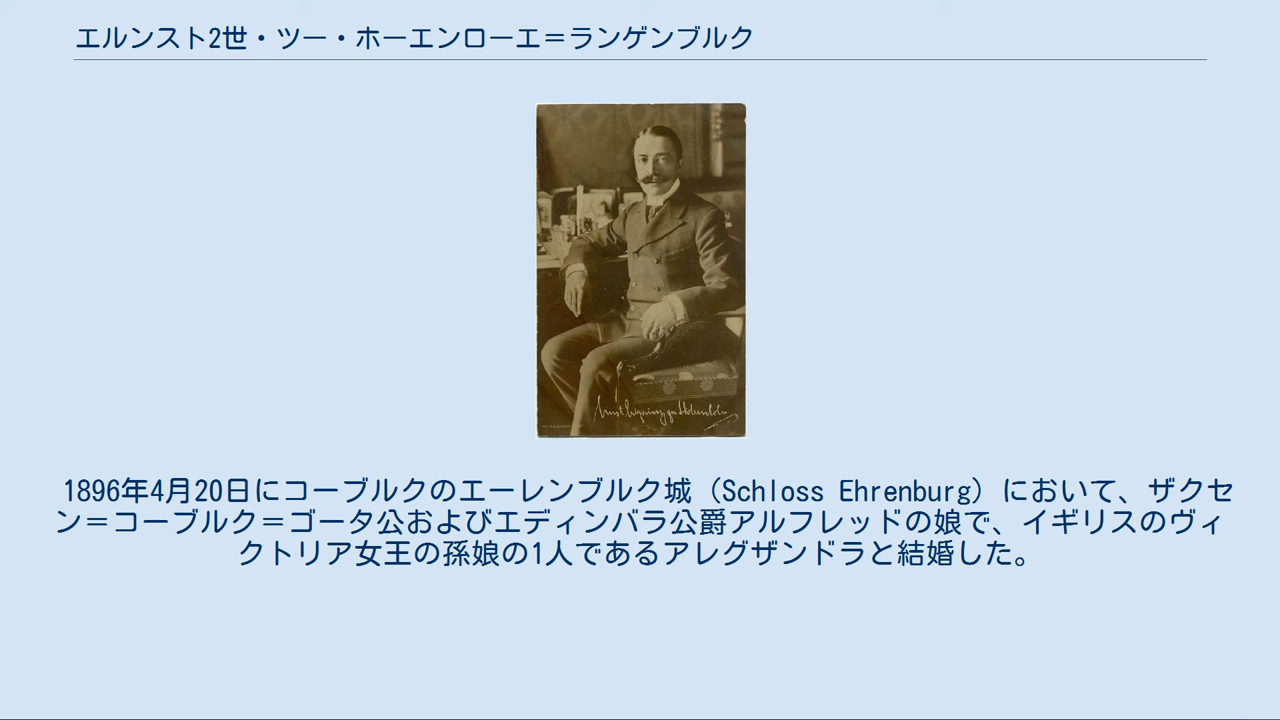 エルンスト2世・ツー・ホーエンローエ＝ランゲンブルク
1896年4月20日にコーブルクのエーレンブルク城（Schloss Ehrenburg）において、ザクセ
ン＝コーブルク＝ゴータ公およびエディンバラ公爵アルフレッドの娘で、イギリスのヴィ
クトリア女王の孫娘の1人であるアレグザンドラと結婚した。